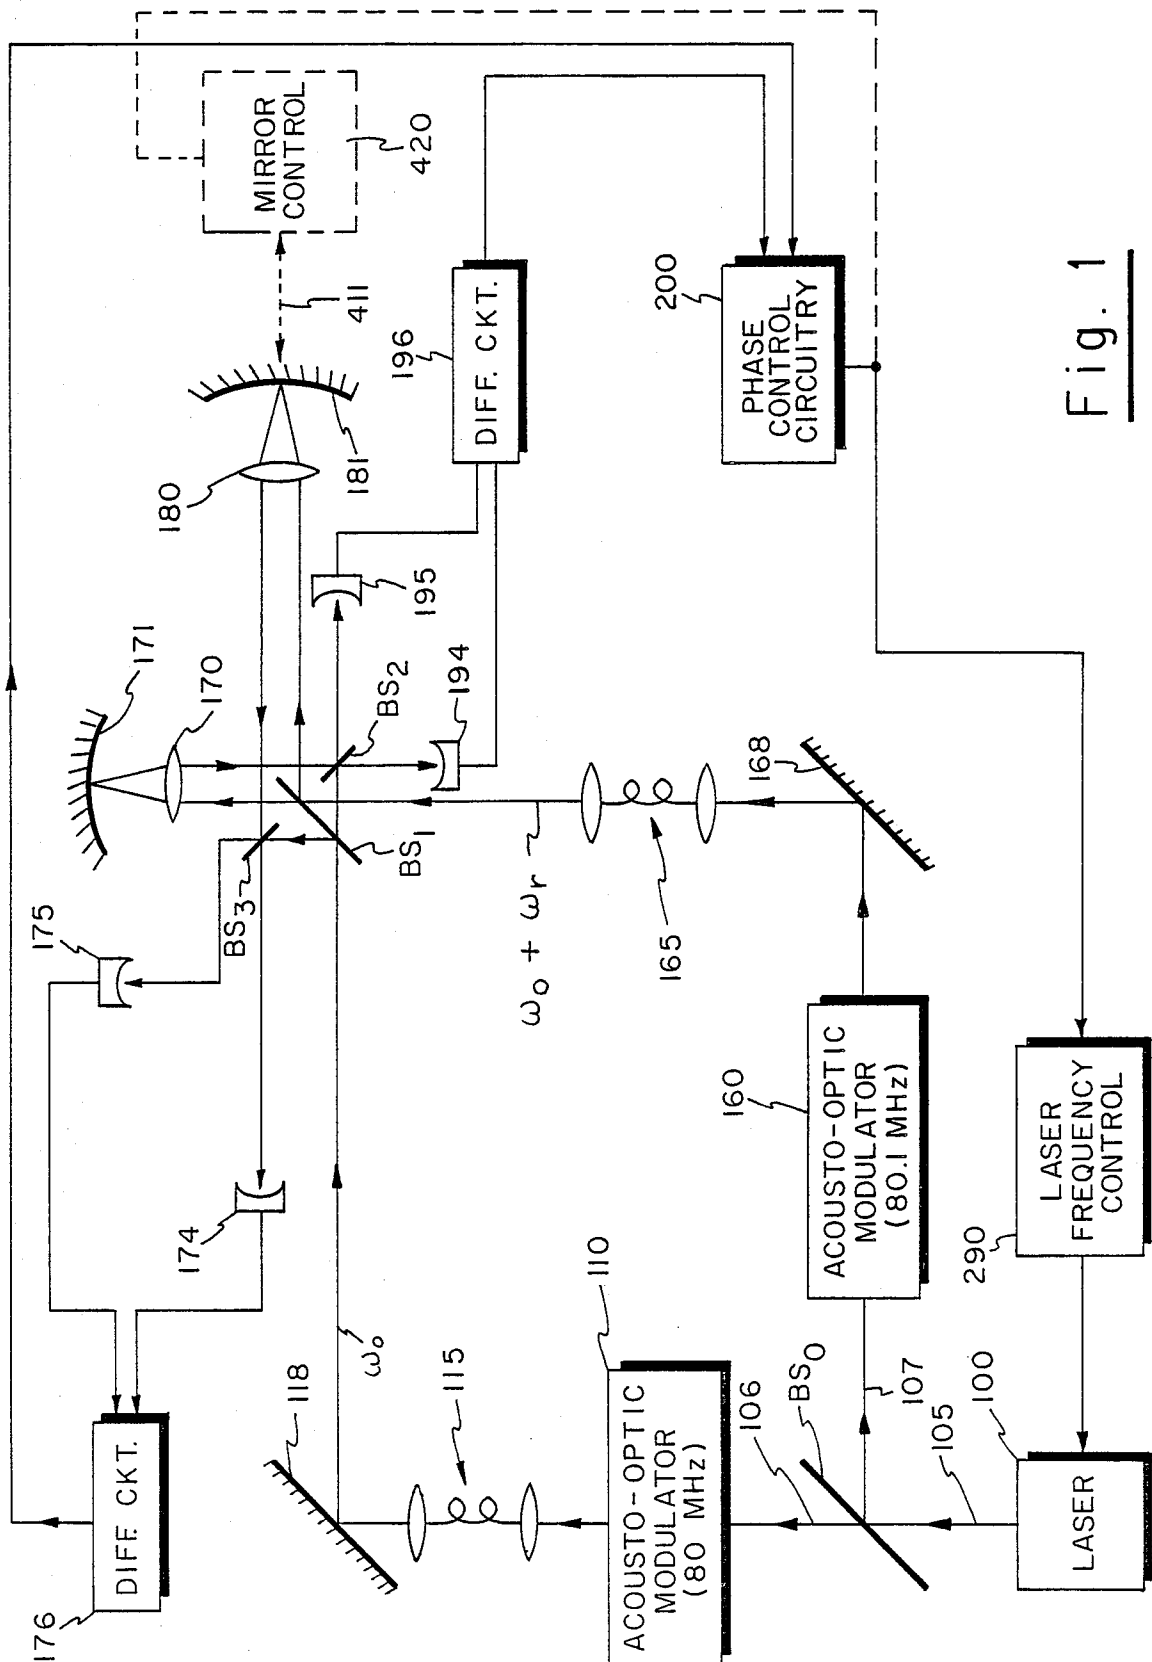 176
DIFF. CKT.
174
175
118
ω₀
115
110
ACOUSTO-OPTIC
MODULATOR
(80 MHz)
106
BS₀
107
105
100
LASER
290
LASER
FREQUENCY
CONTROL
160
ACOUSTO-OPTIC
MODULATOR
(80.1 MHz)
168
165
ω₀ + ωr
BS₃
BS₁
BS₂
170
171
194
195
180
181
411
MIRROR
CONTROL
420
196
DIFF. CKT.
200
PHASE
CONTROL
CIRCUITRY
Fig. 1